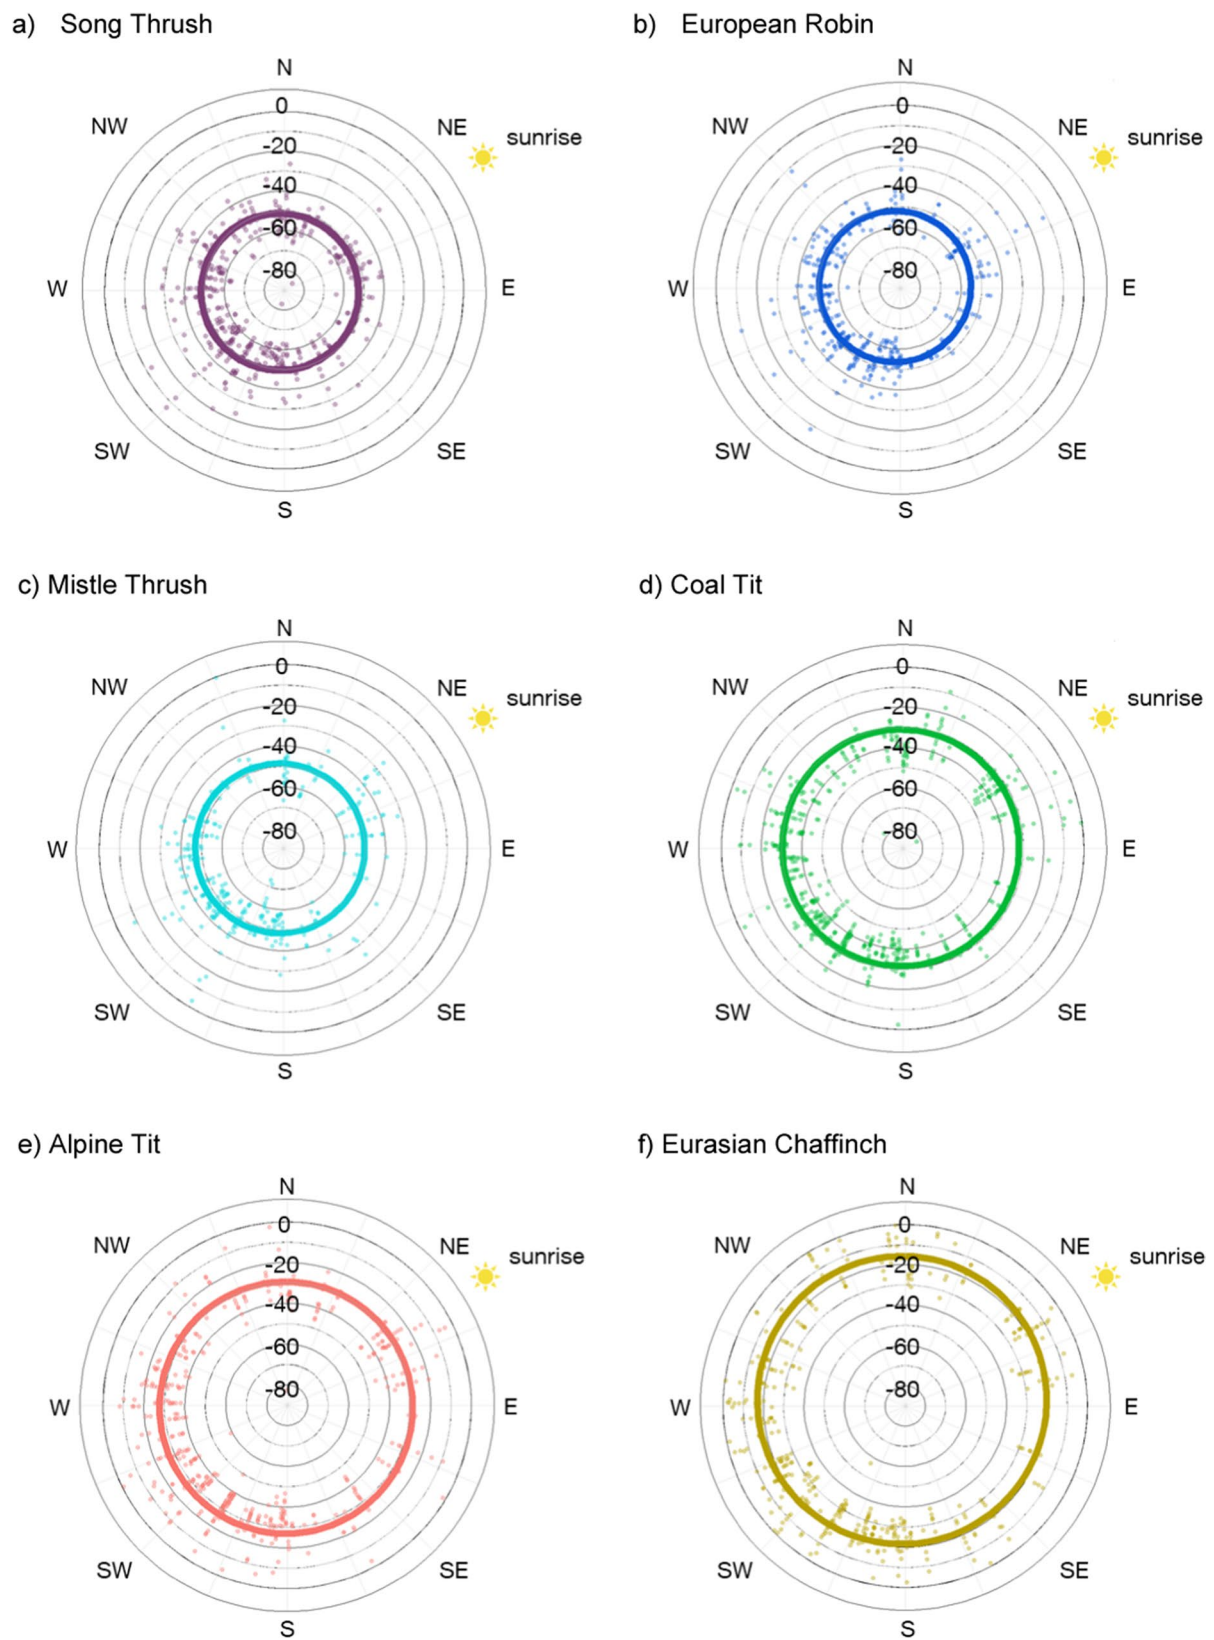 a) Song Thrush
b) European Robin
N
0
-20
-40
-60
-80
NW
NE
sunrise
W
E
SW
SE
S
N
0
-20
-40
-60
-80
NW
NE
sunrise
W
E
SW
SE
S
c) Mistle Thrush
d) Coal Tit
N
0
-20
-40
-60
-80
NW
NE
sunrise
W
E
SW
SE
S
N
0
-20
-40
-60
-80
NW
NE
sunrise
W
E
SW
SE
S
e) Alpine Tit
f) Eurasian Chaffinch
N
0
-20
-40
-60
-80
NW
NE
sunrise
W
E
SW
SE
S
N
0
-20
-40
-60
-80
NW
NE
sunrise
W
E
SW
SE
S